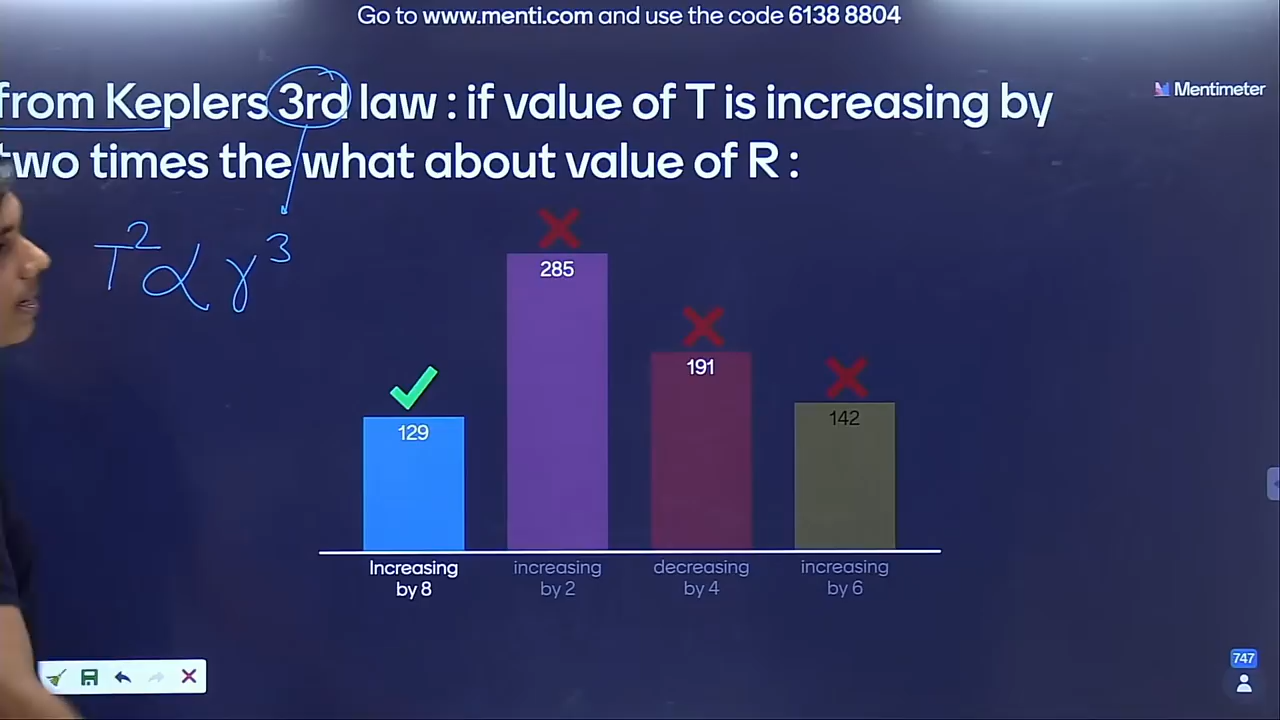 Go to www.menti.com and use the code 6138 8804
from Keplers 3rd law : if value of T is increasing by
two times the what about value of R :
Mentimeter
T² ∝ r³
129
285
191
142
Increasing
by 8
increasing
by 2
decreasing
by 4
increasing
by 6
747